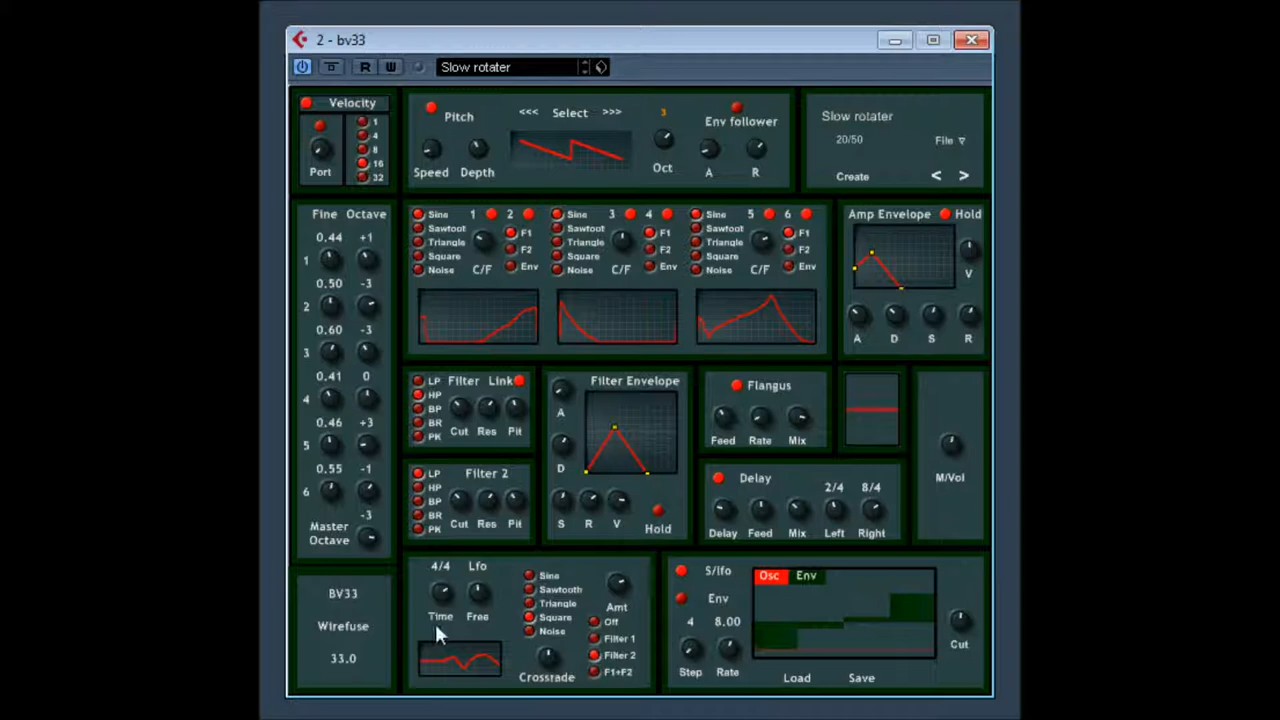 2 - bv33
R W Slow rotater
Velocity
1
4
8
16
32
Port
Pitch <<< Select >>> 3 Env follower
Speed Depth Oct A R
Slow rotater
20/50 File
Create < >
Fine Octave
0.44 +1
1
0.50 -3
2
0.60 -3
3
0.41 0
4
0.46 +3
5
0.55 -1
6
-3
Master
Octave
Sine 1 2
Sawtoot F1
Triangle F2
Square
Noise C/F Env
Sine 3 4
Sawtoot F1
Triangle F2
Square
Noise C/F Env
Sine 5 6
Sawtoot F1
Triangle F2
Square
Noise C/F Env
Amp Envelope Hold
V
A D S R
LP Filter Link
HP
BP
BR
PK Cut Res Pit
LP Filter 2
HP
BP
BR
PK Cut Res Pit
Filter Envelope
A
D
S R V Hold
Flangus
Feed Rate Mix
Delay 2/4 8/4
Delay Feed Mix Left Right
M/Vol
BV33
Wirefuse
33.0
4/4 Lfo
Time Free
Sine
Sawtooth
Triangle
Square
Noise
Crossrade
Amt
Off
Filter 1
Filter 2
F1+F2
S/lfo Osc Env
Env
4 8.00
Step Rate Load Save Cut